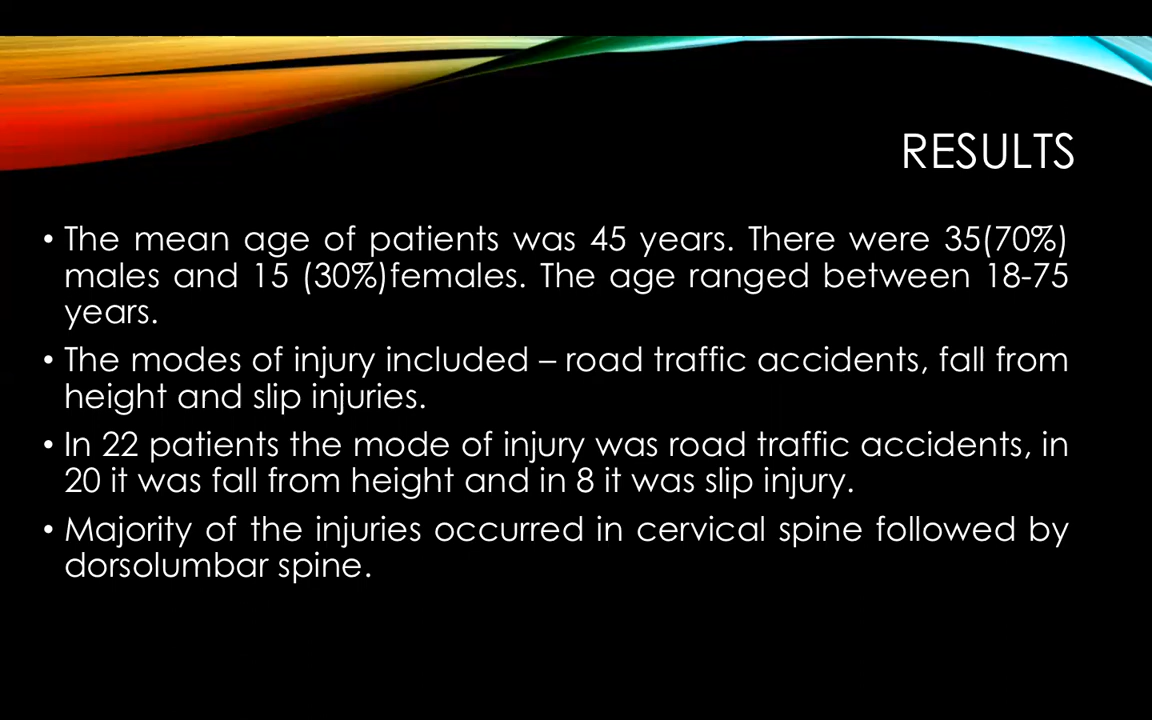 RESULTS
• The mean age of patients was 45 years. There were 35(70%)
males and 15 (30%)females. The age ranged between 18-75
years.
• The modes of injury included – road traffic accidents, fall from
height and slip injuries.
• In 22 patients the mode of injury was road traffic accidents, in
20 it was fall from height and in 8 it was slip injury.
• Majority of the injuries occurred in cervical spine followed by
dorsolumbar spine.